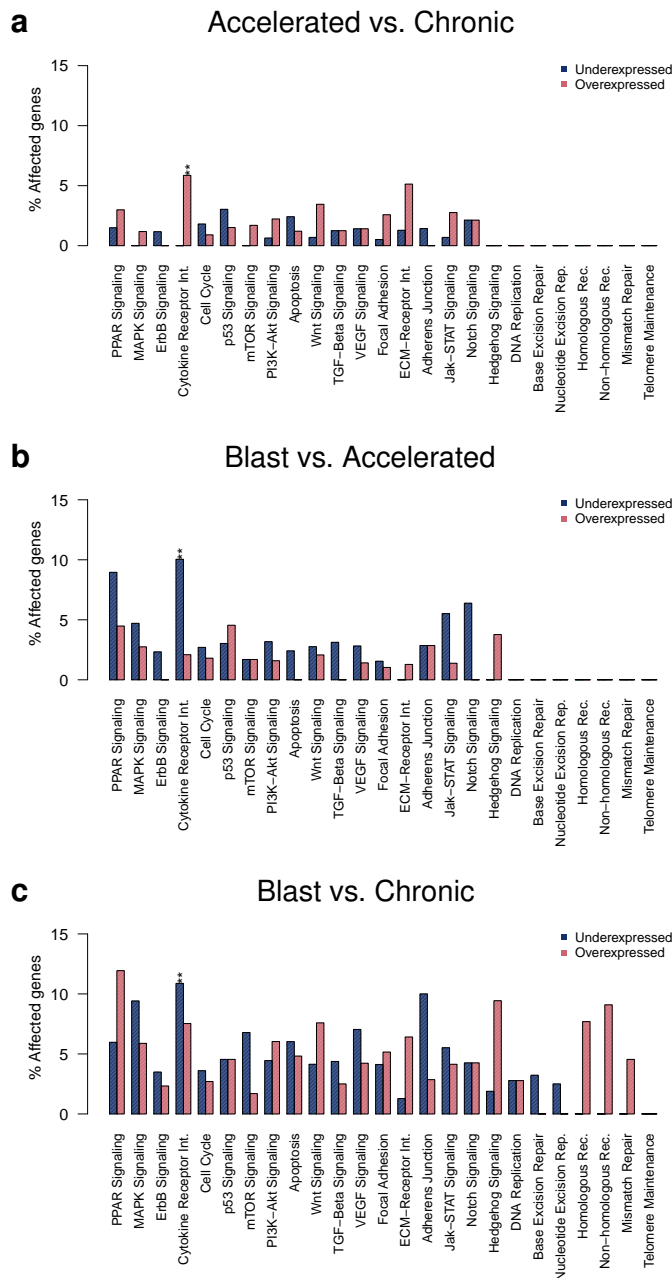 a
Accelerated vs. Chronic
15
10
5
0
% Affected genes
Underexpressed
Overexpressed
**
PPAR Signaling
MAPK Signaling
ErbB Signaling
Cytokine Receptor Int.
Cell Cycle
p53 Signaling
mTOR Signaling
PI3K−Akt Signaling
Apoptosis
Wnt Signaling
TGF−Beta Signaling
VEGF Signaling
Focal Adhesion
ECM−Receptor Int.
Adherens Junction
Jak−STAT Signaling
Notch Signaling
Hedgehog Signaling
DNA Replication
Base Excision Repair
Nucleotide Excision Rep.
Homologous Rec.
Non−homologous Rec.
Mismatch Repair
Telomere Maintenance
b
Blast vs. Accelerated
15
10
5
0
% Affected genes
Underexpressed
Overexpressed
**
PPAR Signaling
MAPK Signaling
ErbB Signaling
Cytokine Receptor Int.
Cell Cycle
p53 Signaling
mTOR Signaling
PI3K−Akt Signaling
Apoptosis
Wnt Signaling
TGF−Beta Signaling
VEGF Signaling
Focal Adhesion
ECM−Receptor Int.
Adherens Junction
Jak−STAT Signaling
Notch Signaling
Hedgehog Signaling
DNA Replication
Base Excision Repair
Nucleotide Excision Rep.
Homologous Rec.
Non−homologous Rec.
Mismatch Repair
Telomere Maintenance
c
Blast vs. Chronic
15
10
5
0
% Affected genes
Underexpressed
Overexpressed
**
PPAR Signaling
MAPK Signaling
ErbB Signaling
Cytokine Receptor Int.
Cell Cycle
p53 Signaling
mTOR Signaling
PI3K−Akt Signaling
Apoptosis
Wnt Signaling
TGF−Beta Signaling
VEGF Signaling
Focal Adhesion
ECM−Receptor Int.
Adherens Junction
Jak−STAT Signaling
Notch Signaling
Hedgehog Signaling
DNA Replication
Base Excision Repair
Nucleotide Excision Rep.
Homologous Rec.
Non−homologous Rec.
Mismatch Repair
Telomere Maintenance